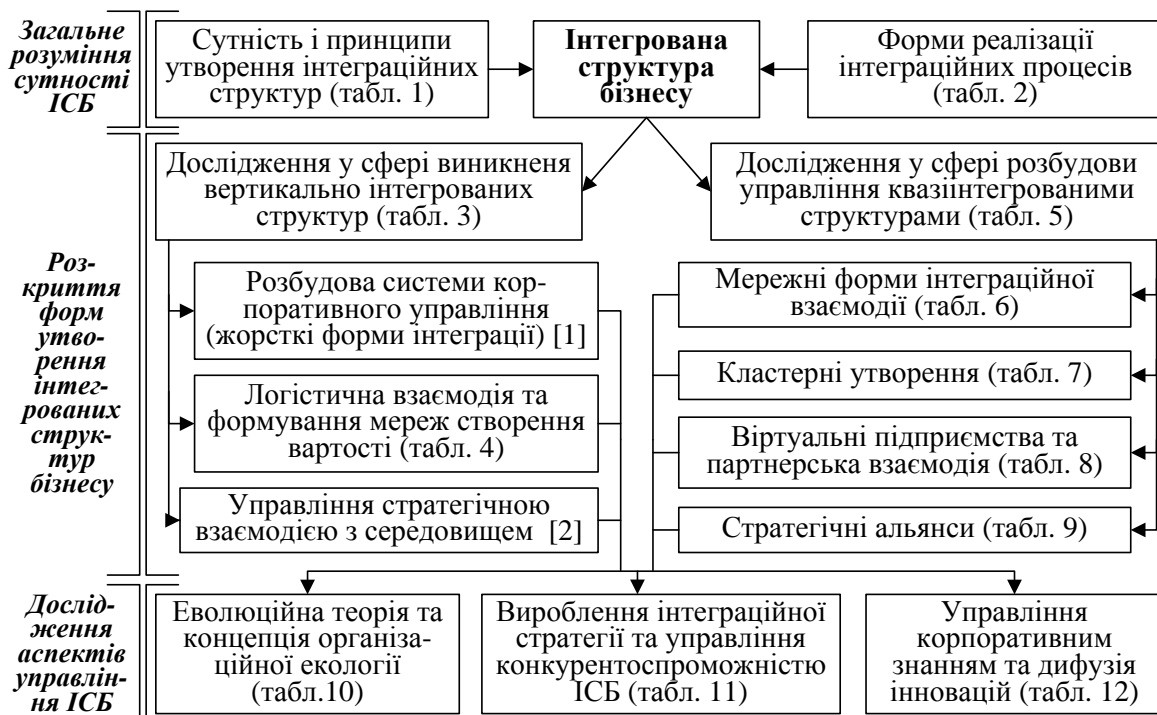 Загальне
розуміння
сутності
ІСБ
Сутність і принципи
утворення інтеграційних
структур (табл. 1)
Інтегрована
структура
бізнесу
Форми реалізації
інтеграційних процесів
(табл. 2)
Роз-
криття
форм
утво-
рення
інтег-
рованих
струк-
тур
бізнесу
Дослідження у сфері виникненя
вертикально інтегрованих
структур (табл. 3)
Дослідження у сфері розбудови
управління квазіінтегрованими
структурами (табл. 5)
Розбудова системи кор-
поративного управління
(жорсткі форми інтеграції) [1]
Логістична взаємодія та
формування мереж створення
вартості (табл. 4)
Управління стратегічною
взаємодією з середовищем [2]
Мережні форми інтеграційної
взаємодії (табл. 6)
Кластерні утворення (табл. 7)
Віртуальні підприємства та
партнерська взаємодія (табл. 8)
Стратегічні альянси (табл. 9)
Дослід-
ження
аспектів
управлін-
ня ІСБ
Еволюційна теорія та
концепція організа-
ційної екології
(табл.10)
Вироблення інтеграційної
стратегії та управління
конкурентоспроможністю
ІСБ (табл. 11)
Управління
корпоративним
знанням та дифузія
інновацій (табл. 12)